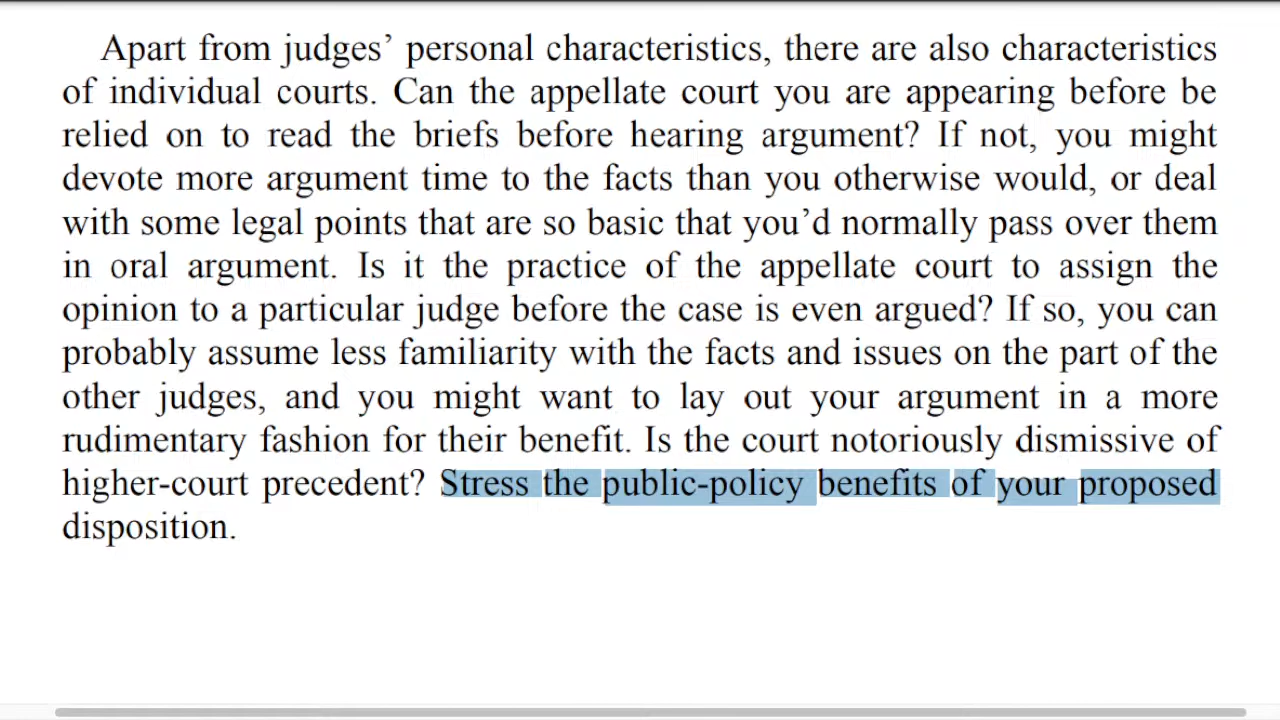 Apart from judges’ personal characteristics, there are also characteristics
of individual courts. Can the appellate court you are appearing before be
relied on to read the briefs before hearing argument? If not, you might
devote more argument time to the facts than you otherwise would, or deal
with some legal points that are so basic that you’d normally pass over them
in oral argument. Is it the practice of the appellate court to assign the
opinion to a particular judge before the case is even argued? If so, you can
probably assume less familiarity with the facts and issues on the part of the
other judges, and you might want to lay out your argument in a more
rudimentary fashion for their benefit. Is the court notoriously dismissive of
higher-court precedent? Stress the public-policy benefits of your proposed
disposition.